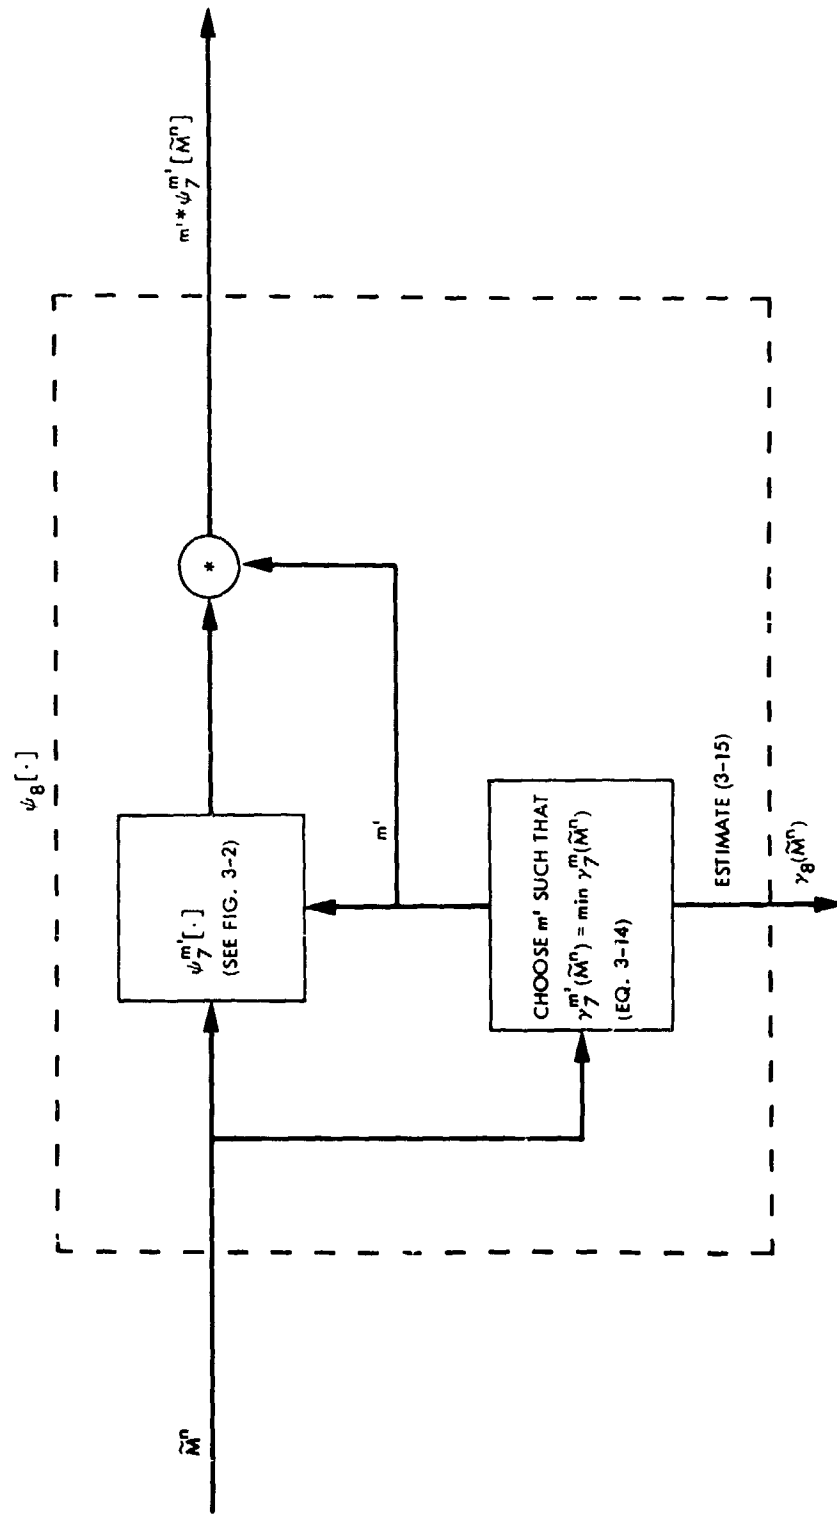 ψ₈[·]
M̃ⁿ
ψ₇ᵐ'[·]
(SEE FIG. 3-2)
*
m' * ψ₇ᵐ'[M̃ⁿ]
m'
CHOOSE m' SUCH THAT
γ₇ᵐ'(M̃ⁿ) = min γ₇ᵐ(M̃ⁿ)
(EQ. 3-14)
ESTIMATE (3-15)
γ₈(M̃ⁿ)